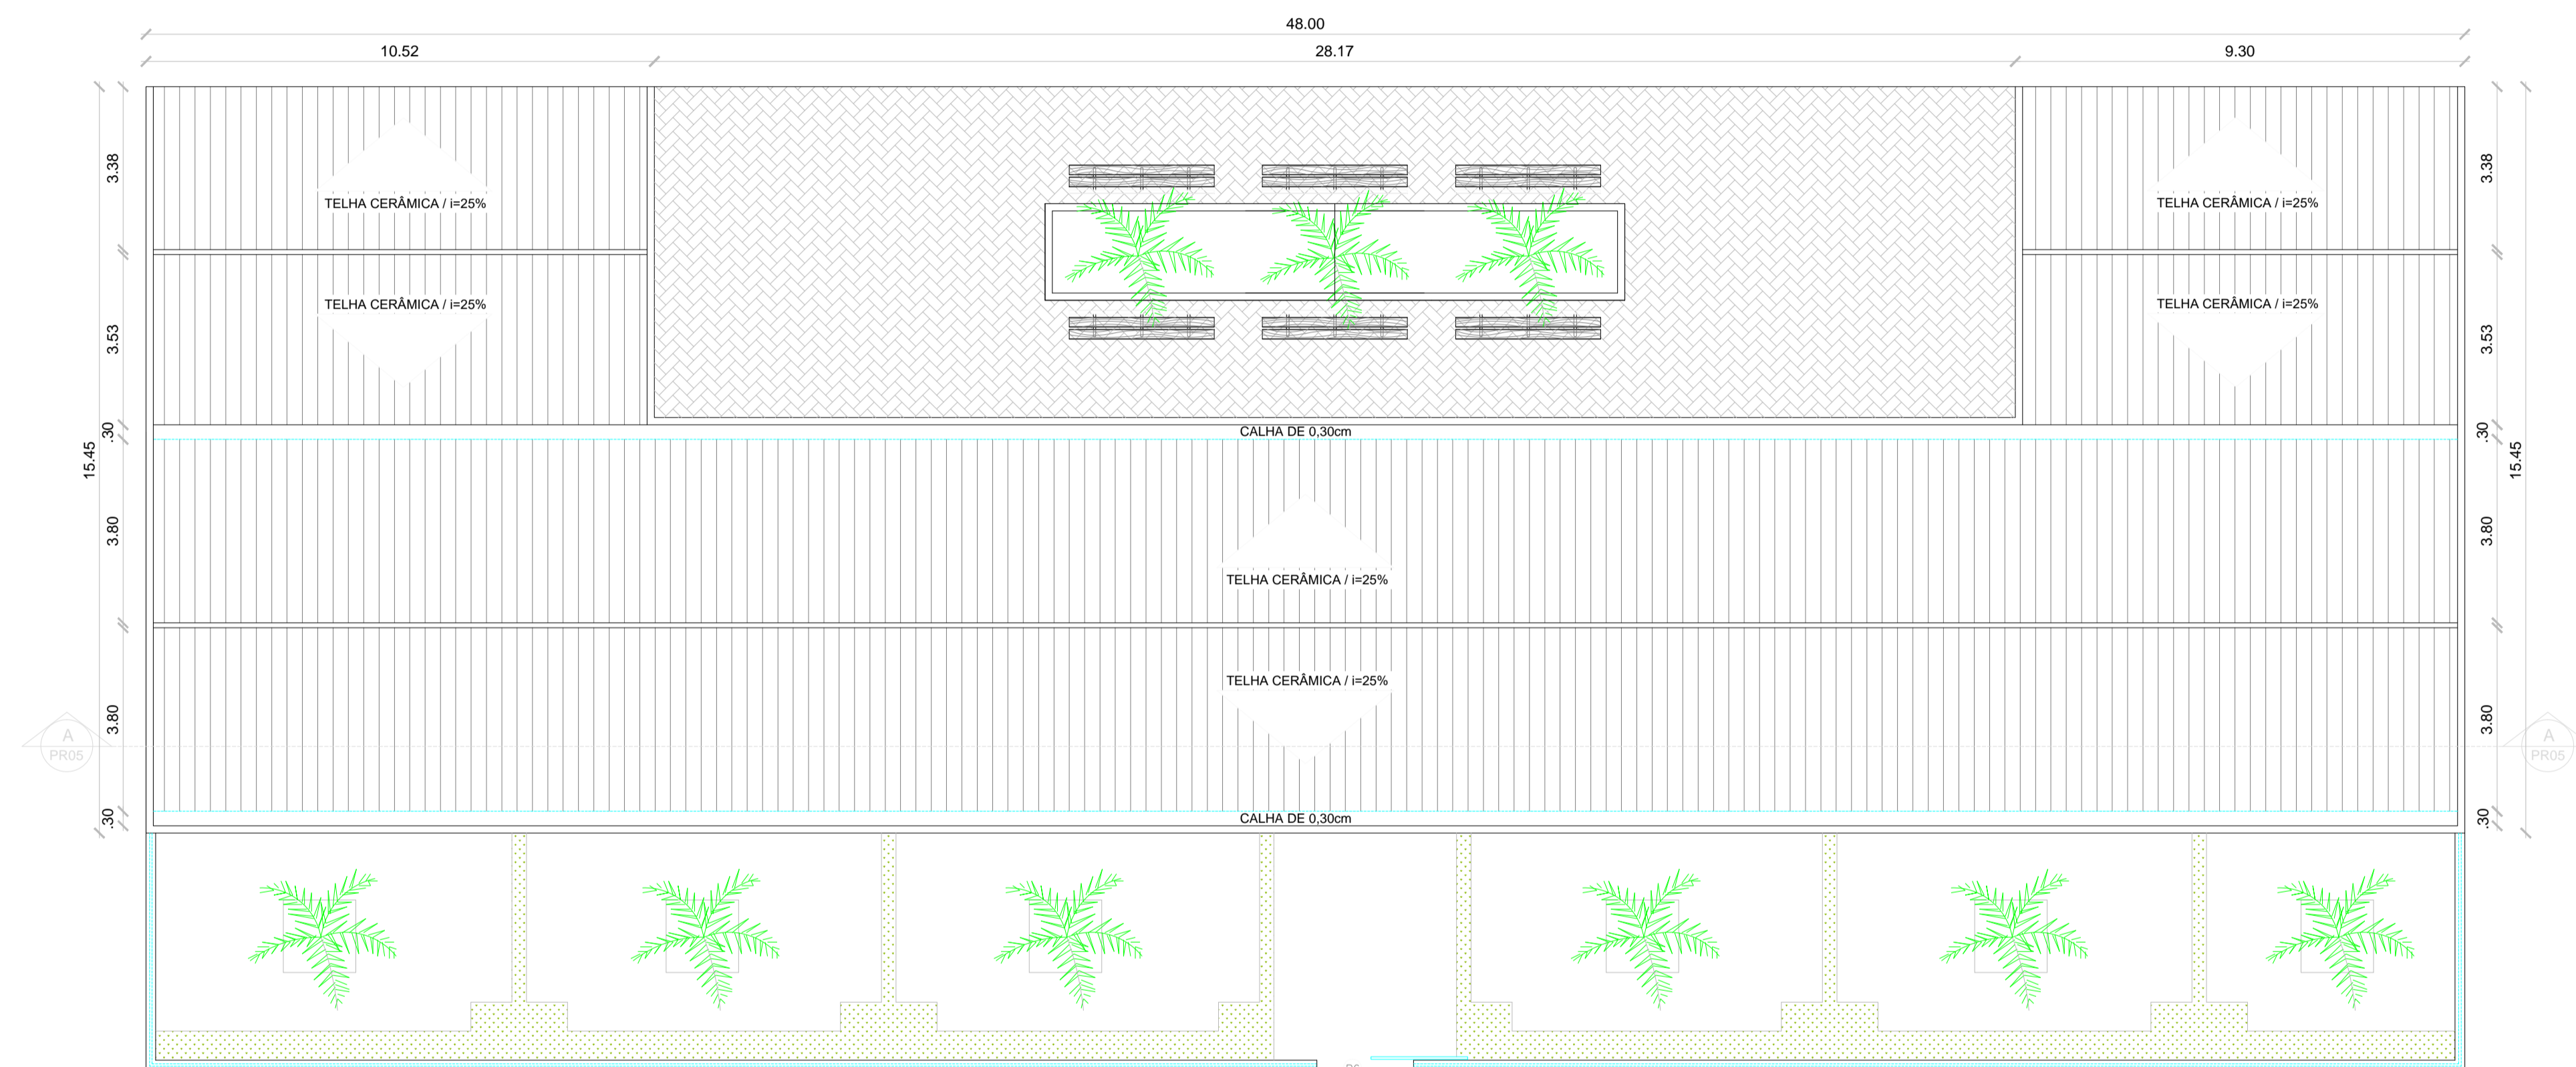 48.00
10.52
28.17
9.30
3.38
3.38
TELHA CERÂMICA / i=25%
TELHA CERÂMICA / i=25%
TELHA CERÂMICA / i=25%
TELHA CERÂMICA / i=25%
3.53
3.53
.30
CALHA DE 0,30cm
.30
15.45
15.45
3.80
3.80
TELHA CERÂMICA / i=25%
TELHA CERÂMICA / i=25%
3.80
3.80
A
PR05
A
PR05
.30
CALHA DE 0,30cm
.30